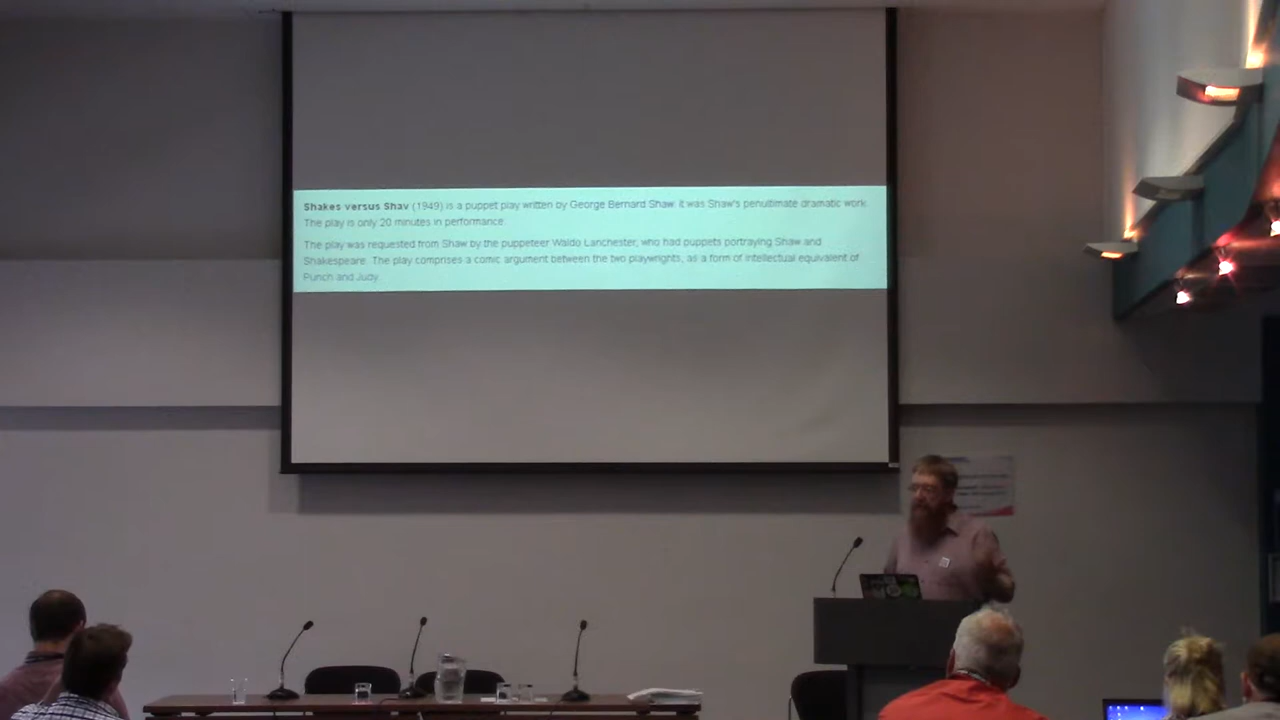 Shakes versus Shav (1949) is a puppet play written by George Bernard Shaw. It was Shaw's penultimate dramatic work.
The play is only 20 minutes in performance.
The play was requested from Shaw by the puppeteer Waldo Lanchester, who had puppets portraying Shaw and
Shakespeare. The play comprises a comic argument between the two playwrights, as a form of intellectual equivalent of
Punch and Judy.